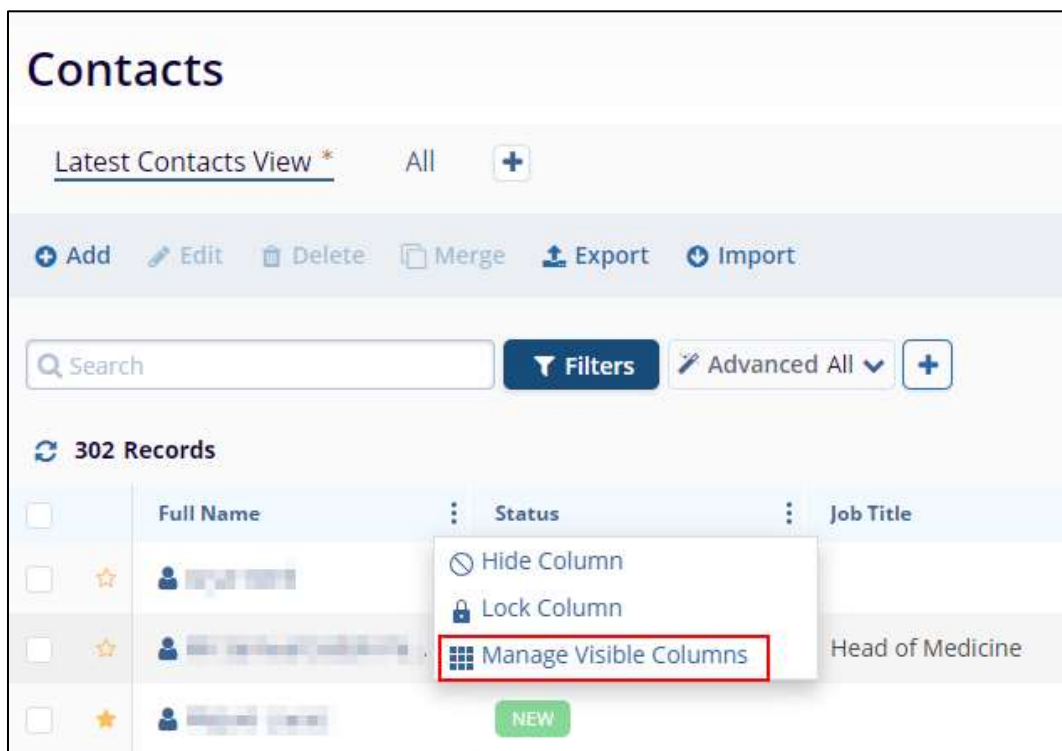 Contacts
Latest Contacts View * All
Add Edit Delete Merge Export Import
Search Filters Advanced All
302 Records
Full Name Status Job Title
Hide Column
Lock Column
Manage Visible Columns Head of Medicine
NEW